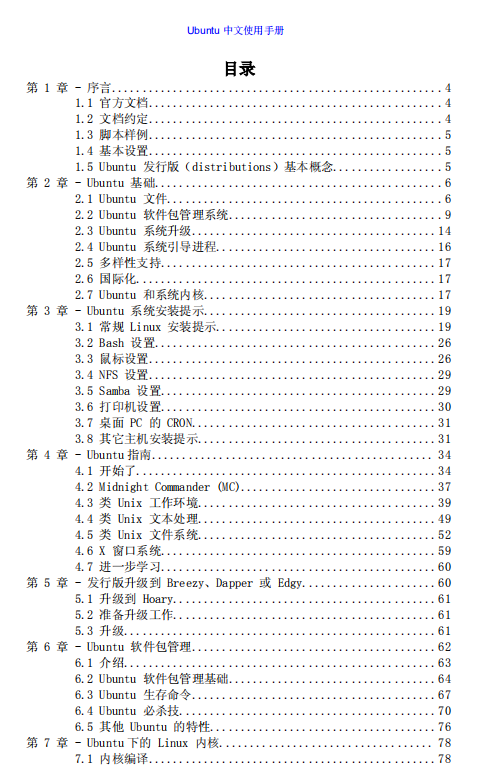 Ubuntu 中文使用手册
目录
第 1 章 - 序言......................................................4
1.1 官方文档...............................................4
1.2 文档约定...............................................4
1.3 脚本样例...............................................5
1.4 基本设置...............................................5
1.5 Ubuntu 发行版（distributions）基本概念..................5
第 2 章 - Ubuntu 基础..............................................6
2.1 Ubuntu 文件............................................6
2.2 Ubuntu 软件包管理系统..................................9
2.3 Ubuntu 系统升级.......................................14
2.4 Ubuntu 系统引导进程...................................16
2.5 多样性支持............................................17
2.6 国际化................................................17
2.7 Ubuntu 和系统内核.....................................17
第 3 章 - Ubuntu 系统安装提示.....................................19
3.1 常规 Linux 安装提示...................................19
3.2 Bash 设置.............................................26
3.3 鼠标设置..............................................26
3.4 NFS 设置..............................................29
3.5 Samba 设置............................................29
3.6 打印机设置............................................30
3.7 桌面 PC 的 CRON.......................................31
3.8 其它主机安装提示......................................31
第 4 章 - Ubuntu指南............................................. 34
4.1 开始了................................................34
4.2 Midnight Commander (MC)...............................37
4.3 类 Unix 工作环境......................................39
4.4 类 Unix 文本处理......................................49
4.5 类 Unix 文件系统......................................52
4.6 X 窗口系统............................................59
4.7 进一步学习............................................60
第 5 章 - 发行版升级到 Breezy、Dapper 或 Edgy.....................60
5.1 升级到 Hoary..........................................61
5.2 准备升级工作..........................................61
5.3 升级..................................................61
第 6 章 - Ubuntu 软件包管理.......................................62
6.1 介绍..................................................63
6.2 Ubuntu 软件包管理基础.................................64
6.3 Ubuntu 生存命令.......................................67
6.4 Ubuntu 必杀技.........................................70
6.5 其他 Ubuntu 的特性....................................76
第 7 章 - Ubuntu下的 Linux 内核.................................. 78
7.1 内核编译..............................................78